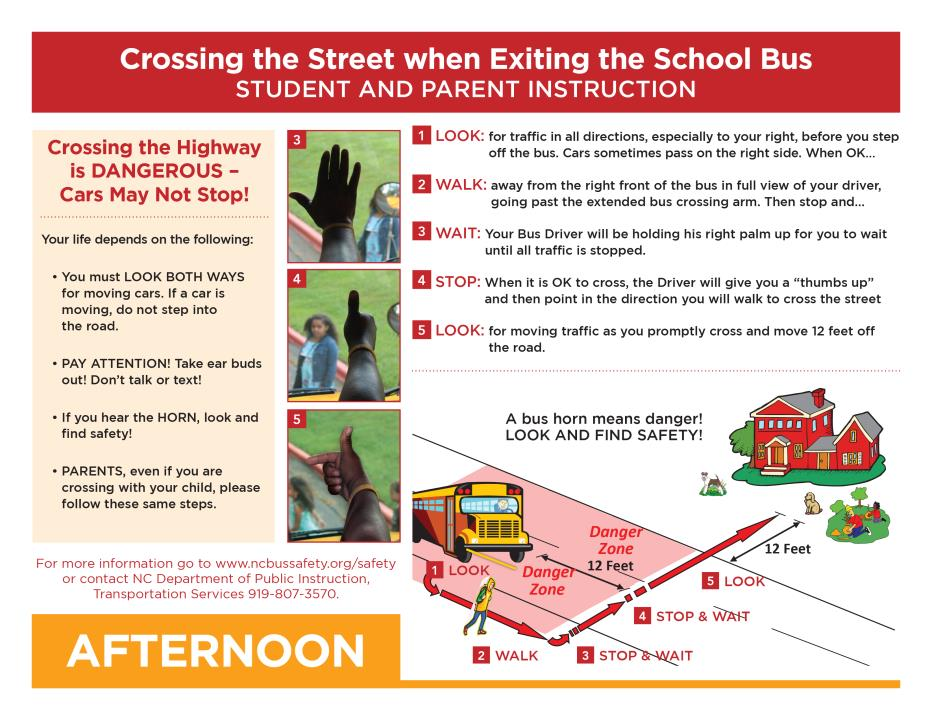 Crossing the Street when Exiting the School Bus
STUDENT AND PARENT INSTRUCTION
Crossing the Highway
is DANGEROUS –
Cars May Not Stop!
Your life depends on the following:
• You must LOOK BOTH WAYS
for moving cars. If a car is
moving, do not step into
the road.
• PAY ATTENTION! Take ear buds
out! Don't talk or text!
• If you hear the HORN, look and
find safety!
• PARENTS, even if you are
crossing with your child, please
follow these same steps.
For more information go to www.ncbussafety.org/safety
or contact NC Department of Public Instruction,
Transportation Services 919-807-3570.
AFTERNOON
3
4
5
1 LOOK: for traffic in all directions, especially to your right, before you step
off the bus. Cars sometimes pass on the right side. When OK...
2 WALK: away from the right front of the bus in full view of your driver,
going past the extended bus crossing arm. Then stop and...
3 WAIT: Your Bus Driver will be holding his right palm up for you to wait
until all traffic is stopped.
4 STOP: When it is OK to cross, the Driver will give you a “thumbs up”
and then point in the direction you will walk to cross the street
5 LOOK: for moving traffic as you promptly cross and move 12 feet off
the road.
A bus horn means danger!
LOOK AND FIND SAFETY!
Danger
Zone
12 Feet
Danger
Zone
12 Feet
1 LOOK
5 LOOK
4 STOP & WAIT
2 WALK
3 STOP & WAIT